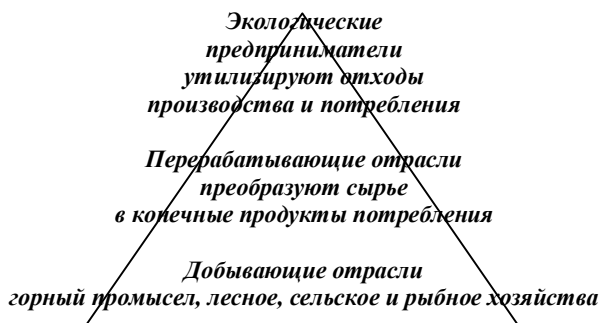 Экологические
предприниматели
утилизируют отходы
производства и потребления
Перерабатывающие отрасли
преобразуют сырье
в конечные продукты потребления
Добывающие отрасли
горный промысел, лесное, сельское и рыбное хозяйства